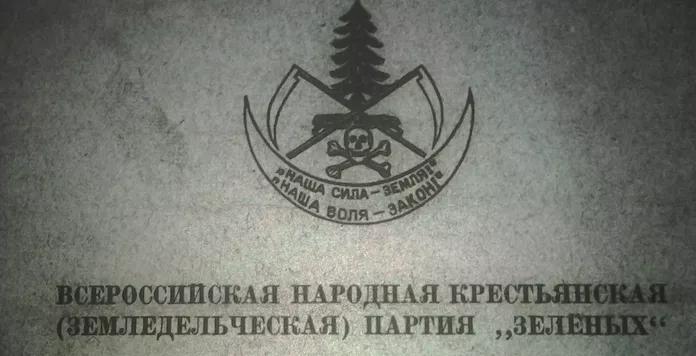 „НАША СИЛА – ЗЕМЛЯ!“
„НАША ВОЛЯ – ЗАКОН!“
ВСЕРОССИЙСКАЯ НАРОДНАЯ КРЕСТЬЯНСКАЯ
(ЗЕМЛЕДЕЛЬЧЕСКАЯ) ПАРТИЯ „ЗЕЛЁНЫХ“